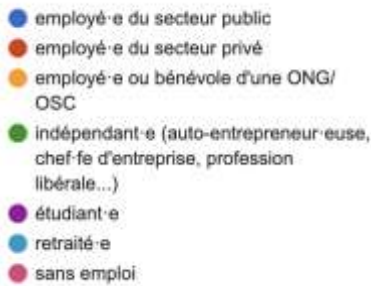 employé·e du secteur public
employé·e du secteur privé
employé·e ou bénévole d'une ONG/
OSC
indépendant·e (auto-entrepreneur·euse,
chef·fe d'entreprise, profession
libérale...)
étudiant·e
retraité·e
sans emploi